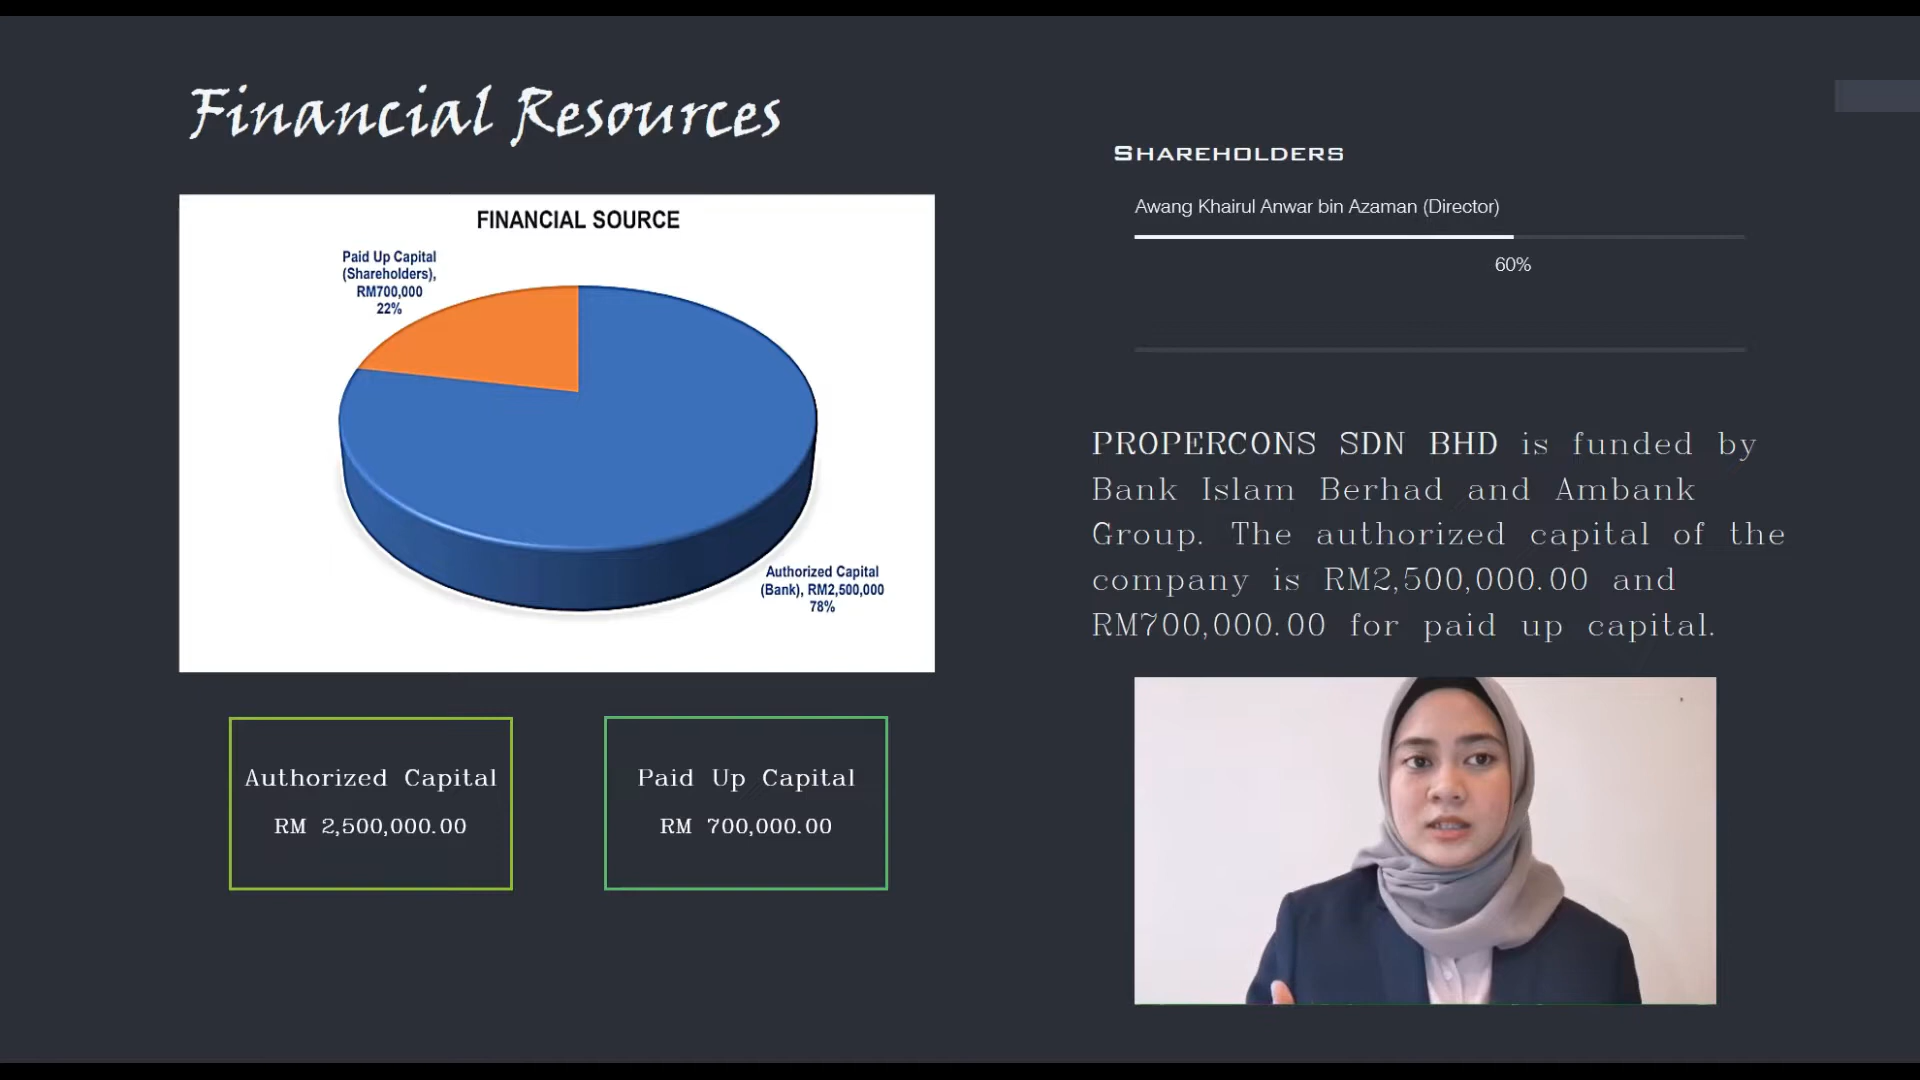 Financial Resources
FINANCIAL SOURCE
Paid Up Capital
(Shareholders),
RM700,000
22%
Authorized Capital
(Bank), RM2,500,000
78%
Authorized Capital
RM 2,500,000.00
Paid Up Capital
RM 700,000.00
SHAREHOLDERS
Awang Khairul Anwar bin Azaman (Director)
60%
PROPERCONS SDN BHD is funded by
Bank Islam Berhad and Ambank
Group. The authorized capital of the
company is RM2,500,000.00 and
RM700,000.00 for paid up capital.